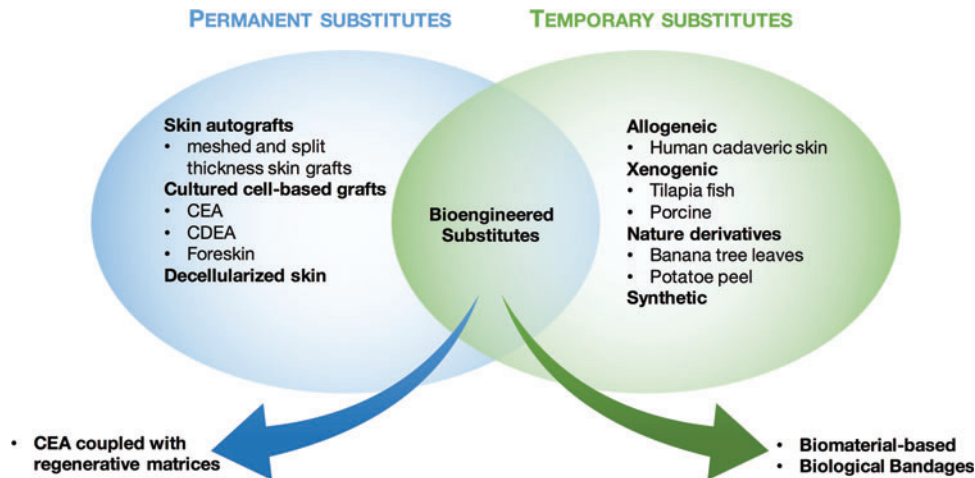 PERMANENT SUBSTITUTES
TEMPORARY SUBSTITUTES
Skin autografts
• meshed and split
thickness skin grafts
Cultured cell-based grafts
• CEA
• CDEA
• Foreskin
Decellularized skin
Bioengineered
Substitutes
Allogeneic
• Human cadaveric skin
Xenogenic
• Tilapia fish
• Porcine
Nature derivatives
• Banana tree leaves
• Potatoe peel
Synthetic
• CEA coupled with
regenerative matrices
• Biomaterial-based
• Biological Bandages